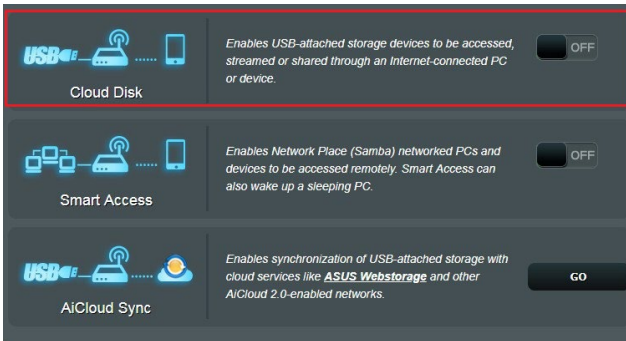 USB
Cloud Disk
Enables USB-attached storage devices to be accessed,
streamed or shared through an Internet-connected PC
or device.
OFF
Smart Access
Enables Network Place (Samba) networked PCs and
devices to be accessed remotely. Smart Access can
also wake up a sleeping PC.
OFF
USB
AiCloud Sync
Enables synchronization of USB-attached storage with
cloud services like ASUS Webstorage and other
AiCloud 2.0-enabled networks.
GO